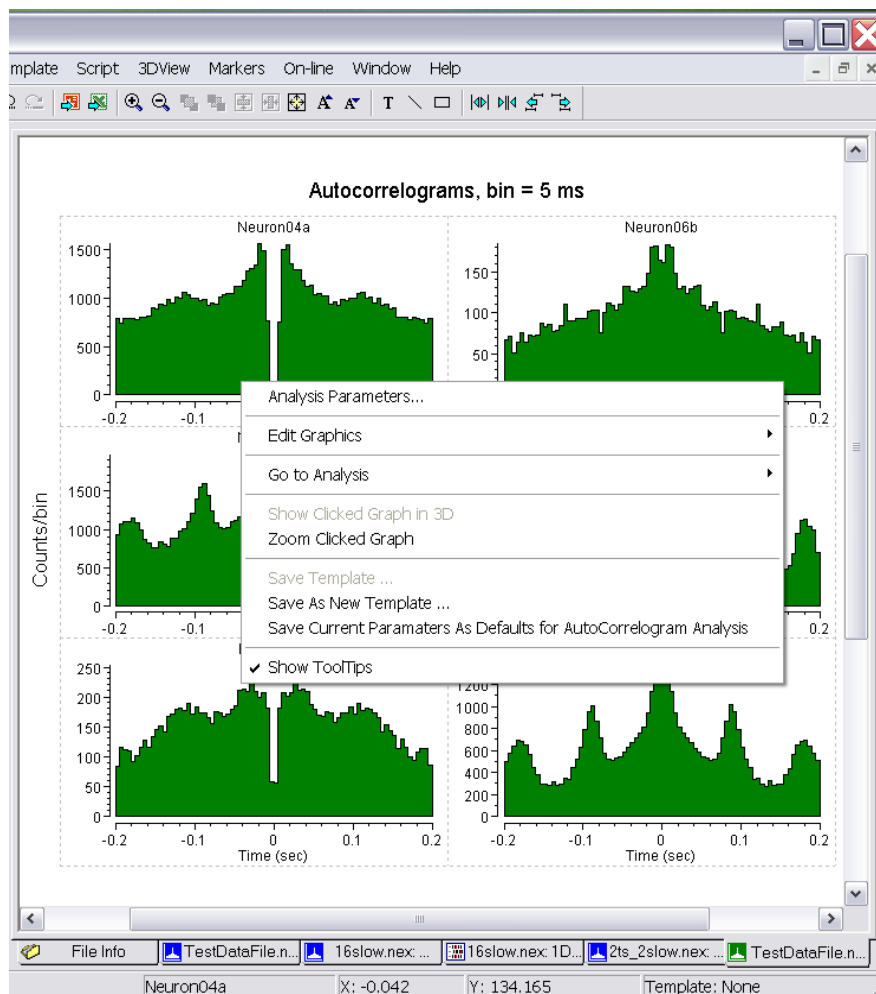 mplate Script 3DView Markers On-line Window Help
A A T
Autocorrelograms, bin = 5 ms
Neuron04a Neuron06b
1500
1000
500
0
-0.2 -0.1
150
100
50
0.2
Analysis Parameters...
Edit Graphics
Go to Analysis
Show Clicked Graph in 3D
Zoom Clicked Graph
Save Template ...
Save As New Template ...
Save Current Paramaters As Defaults for AutoCorrelogram Analysis
Show ToolTips
Counts/bin
1500
1000
500
0
-0.2 -0.1
0.2
250
200
150
100
50
0
-0.2 -0.1 0 0.1 0.2
Time (sec)
1200
1000
800
600
400
200
0
-0.2 -0.1 0 0.1 0.2
Time (sec)
File Info TestDataFile.n... 16slow.nex: ... 16slow.nex: 1D... 2ts_2slow.nex: ... TestDataFile.n...
Neuron04a X: -0.042 Y: 134.165 Template: None